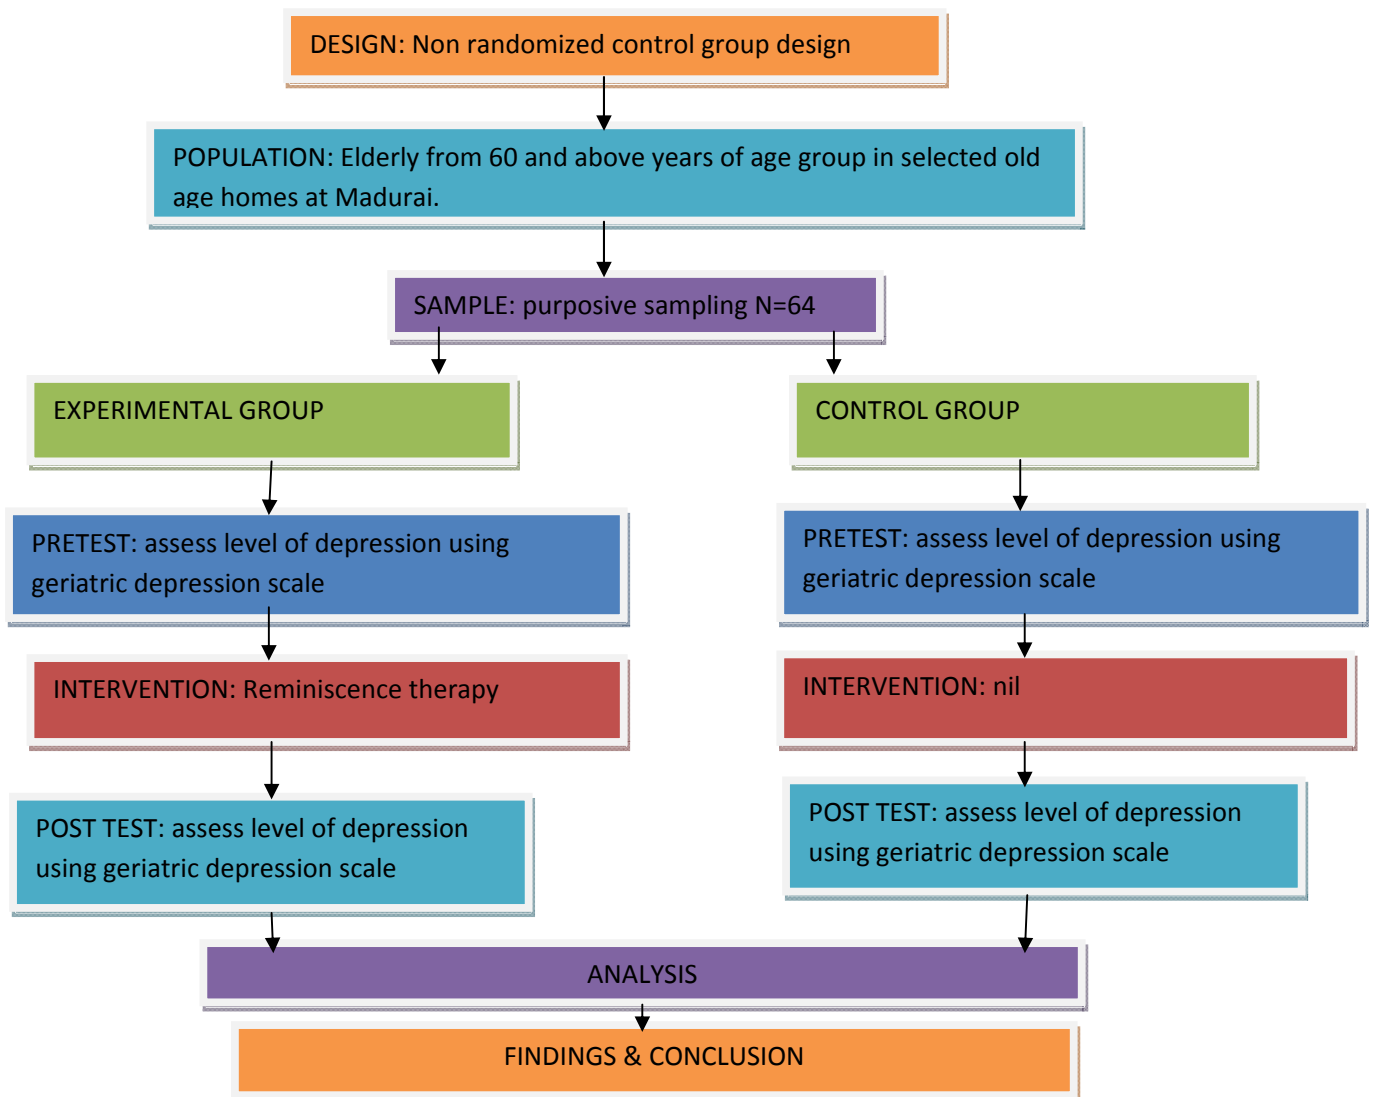 DESIGN: Non randomized control group design
POPULATION: Elderly from 60 and above years of age group in selected old
age homes at Madurai.
SAMPLE: purposive sampling N=64
EXPERIMENTAL GROUP
CONTROL GROUP
PRETEST: assess level of depression using
geriatric depression scale
PRETEST: assess level of depression using
geriatric depression scale
INTERVENTION: Reminiscence therapy
INTERVENTION: nil
POST TEST: assess level of depression
using geriatric depression scale
POST TEST: assess level of depression
using geriatric depression scale
ANALYSIS
FINDINGS & CONCLUSION